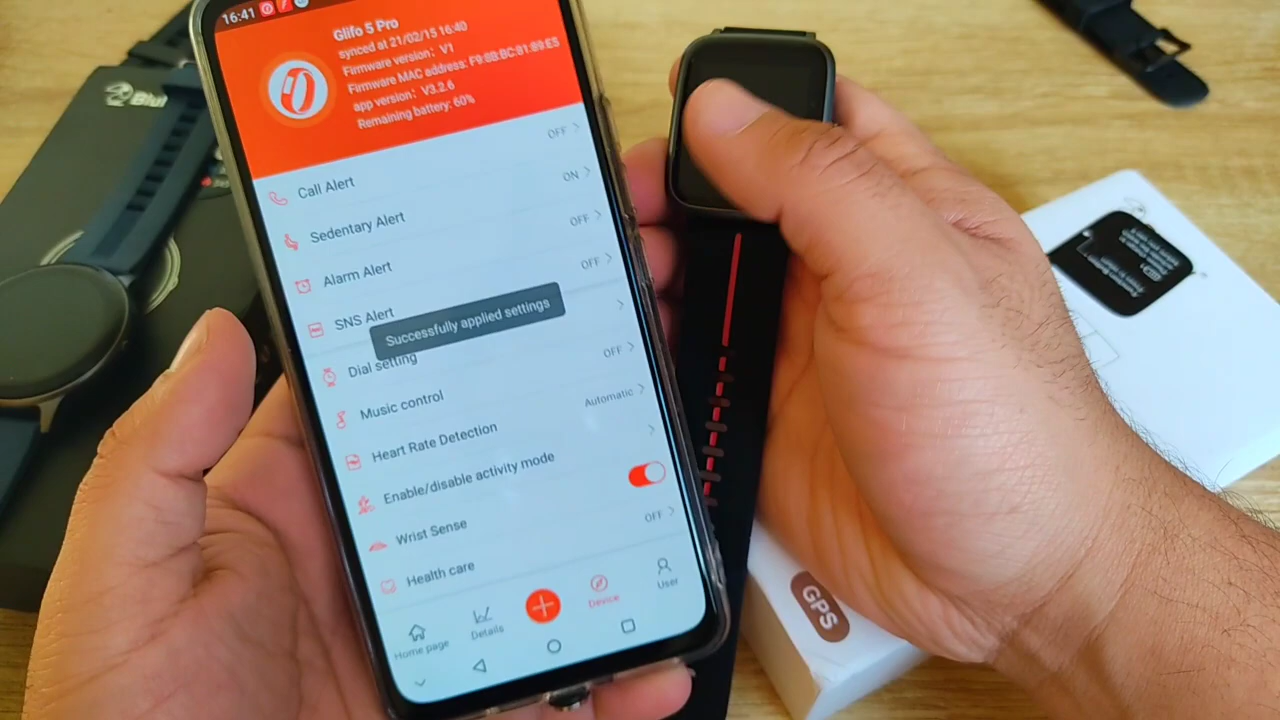 16:41
Glifo 5 Pro
synced at 21/02/15 16:40
Firmware version: V1
Firmware MAC address: F9:8B:BC:81:89:E5
app version: V3.2.6
Remaining battery: 60%
Call Alert OFF
Sedentary Alert ON
Alarm Alert OFF
SNS Alert OFF
Successfully applied settings
Dial setting
Music control OFF
Heart Rate Detection Automatic
Enable/disable activity mode
Wrist Sense
Health care OFF
Home page
Details
Device
User
GPS